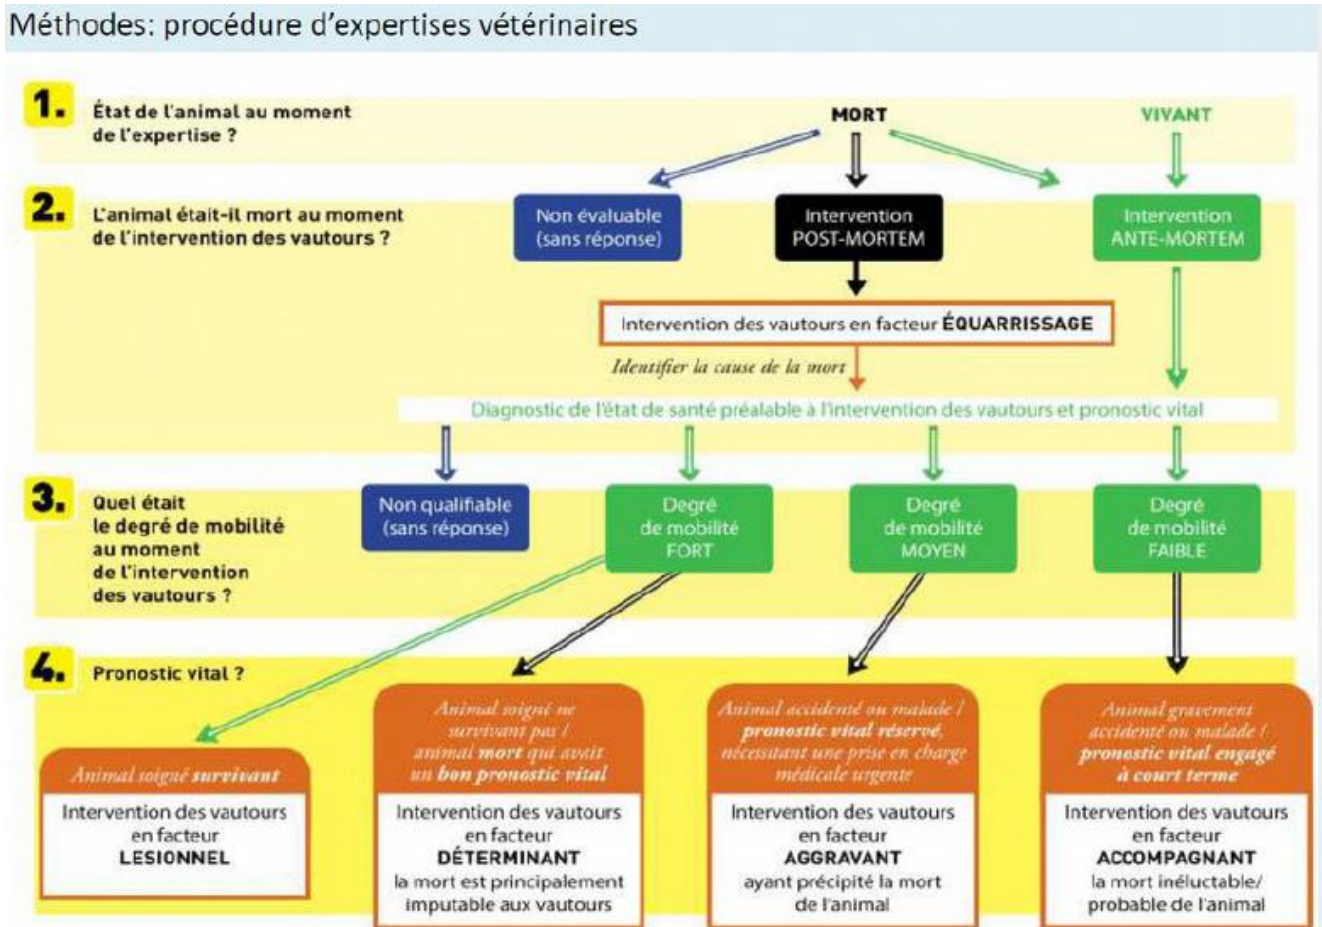 Méthodes: procédure d'expertises vétérinaires
1.
État de l'animal au moment
de l'expertise ?
MORT
VIVANT
2.
L'animal était-il mort au moment
de l'intervention des vautours ?
Non évaluable
(sans réponse)
Intervention
POST-MORTEM
Intervention
ANTE-MORTEM
Intervention des vautours en facteur ÉQUARRISSAGE
Identifier la cause de la mort
Diagnostic de l'état de santé préalable à l'intervention des vautours et pronostic vital
3.
Quel était
le degré de mobilité
au moment
de l'intervention
des vautours ?
Non qualifiable
(sans réponse)
Degré
de mobilité
FORT
Degré
de mobilité
MOYEN
Degré
de mobilité
FAIBLE
4.
Pronostic vital ?
Animal soigné survivant
Intervention des vautours
en facteur
LESIONNEL
Animal soigné ne
survivant pas /
animal mort qui avait
un bon pronostic vital
Intervention des vautours
en facteur
DÉTERMINANT
la mort est principalement
imputable aux vautours
Animal accidenté ou malade /
pronostic vital réservé,
nécessitant une prise en charge
médicale urgente
Intervention des vautours
en facteur
AGGRAVANT
ayant précipité la mort
de l'animal
Animal gravement
accidenté ou malade /
pronostic vital engagé
à court terme
Intervention des vautours
en facteur
ACCOMPAGNANT
la mort inéluctable/
probable de l'animal